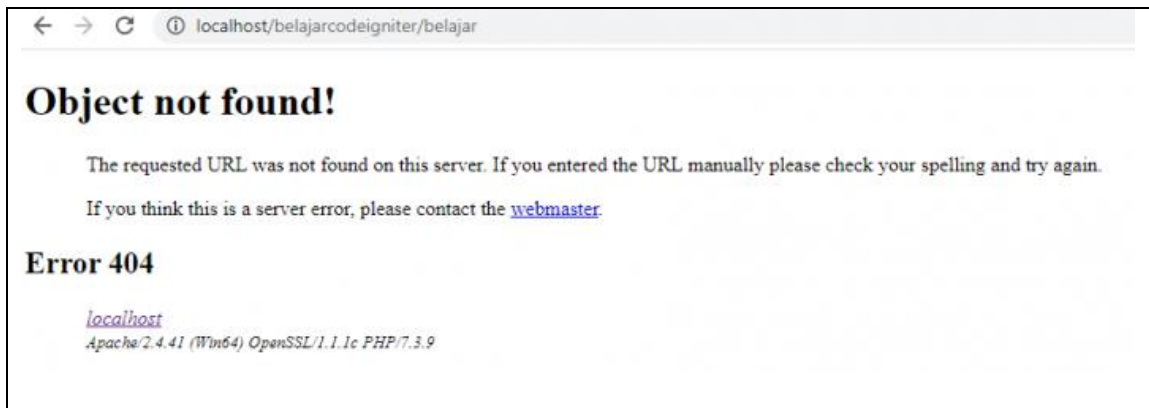 localhost/belajarcodeigniter/belajar
Object not found!
The requested URL was not found on this server. If you entered the URL manually please check your spelling and try again.
If you think this is a server error, please contact the webmaster.
Error 404
localhost
Apache/2.4.41 (Win64) OpenSSL/1.1.1c PHP/7.3.9